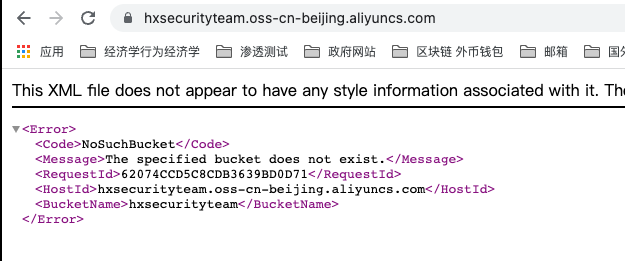 hxsecurityteam.oss-cn-beijing.aliyuncs.com
应用 经济学行为经济学 渗透测试 政府网站 区块链 外币钱包 邮箱 国外
This XML file does not appear to have any style information associated with it. The
<Error>
<Code>NoSuchBucket</Code>
<Message>The specified bucket does not exist.</Message>
<RequestId>62074CCD5C8CDB3639BD0D71</RequestId>
<HostId>hxsecurityteam.oss-cn-beijing.aliyuncs.com</HostId>
<BucketName>hxsecurityteam</BucketName>
</Error>